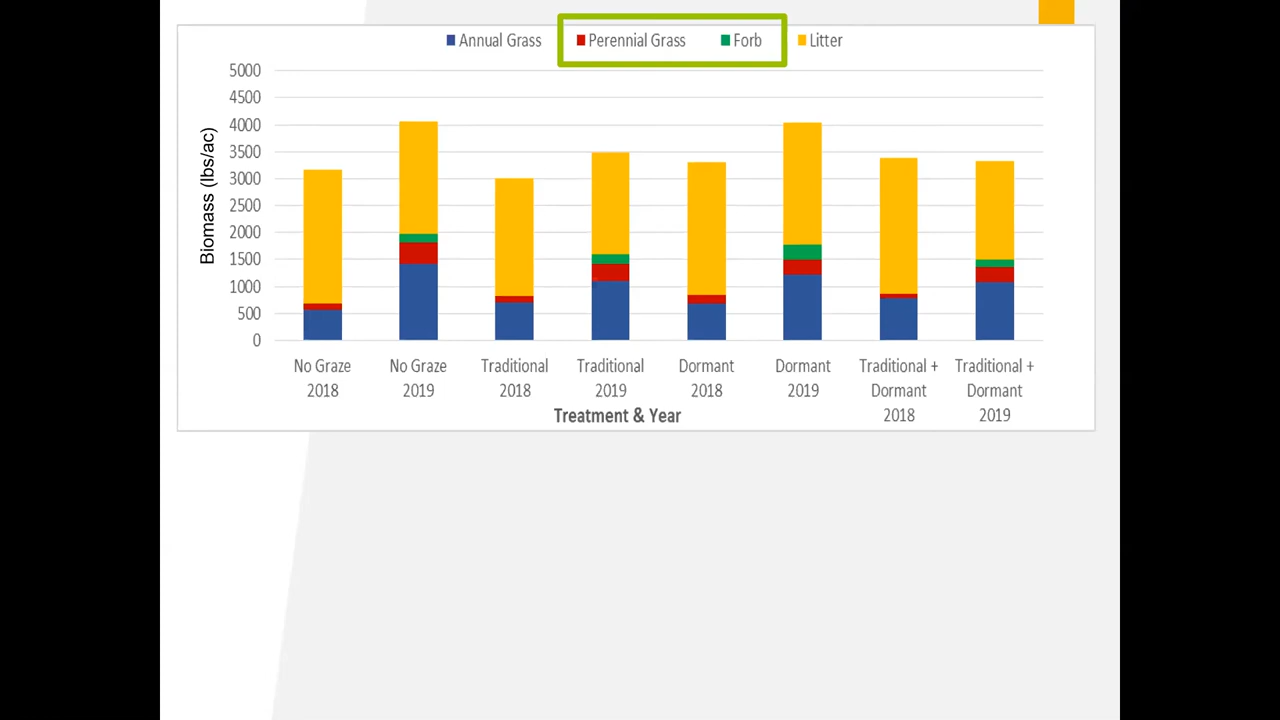 Annual Grass Perennial Grass Forb Litter
5000
4500
4000
3500
3000
2500
2000
1500
1000
500
0
Biomass (lbs/ac)
No Graze 2018
No Graze 2019
Traditional 2018
Traditional 2019
Dormant 2018
Dormant 2019
Traditional + Dormant 2018
Traditional + Dormant 2019
Treatment & Year